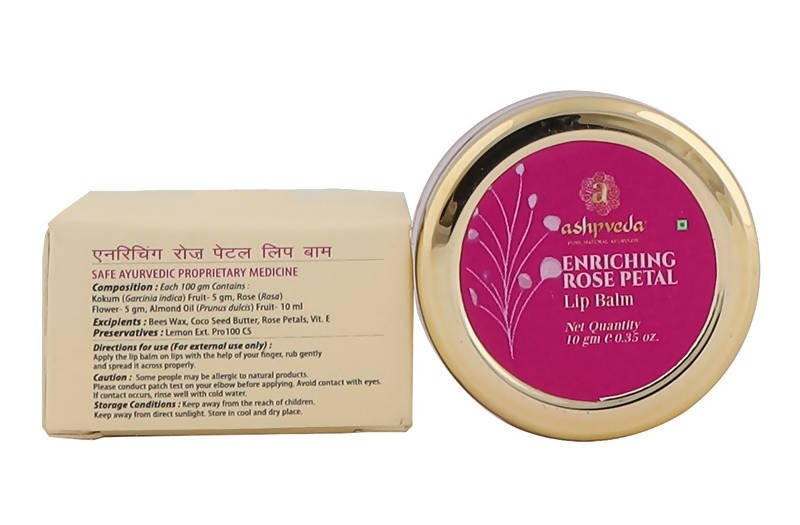 एनरिचिंग रोज़ पेटल लिप बाम
SAFE AYURVEDIC PROPRIETARY MEDICINE
Composition : Each 100 gm Contains :
Kokum (Garcinia indica) Fruit- 5 gm, Rose (Rosa)
Flower- 5 gm, Almond Oil (Prunus dulcis) Fruit- 10 ml
Excipients : Bees Wax, Coco Seed Butter, Rose Petals, Vit. E
Preservatives : Lemon Ext. Pro100 CS
Directions for use (For external use only) :
Apply the lip balm on lips with the help of your finger, rub gently
and spread it across properly.
Caution : Some people may be allergic to natural products.
Please conduct patch test on your elbow before applying. Avoid contact with eyes.
If contact occurs, rinse well with cold water.
Storage Conditions : Keep away from the reach of children.
Keep away from direct sunlight. Store in cool and dry place.
a
ashpveda
PURE NATURAL AYURVEDA
ENRICHING
ROSE PETAL
Lip Balm
Net Quantity
10 gm e 0.35 oz.